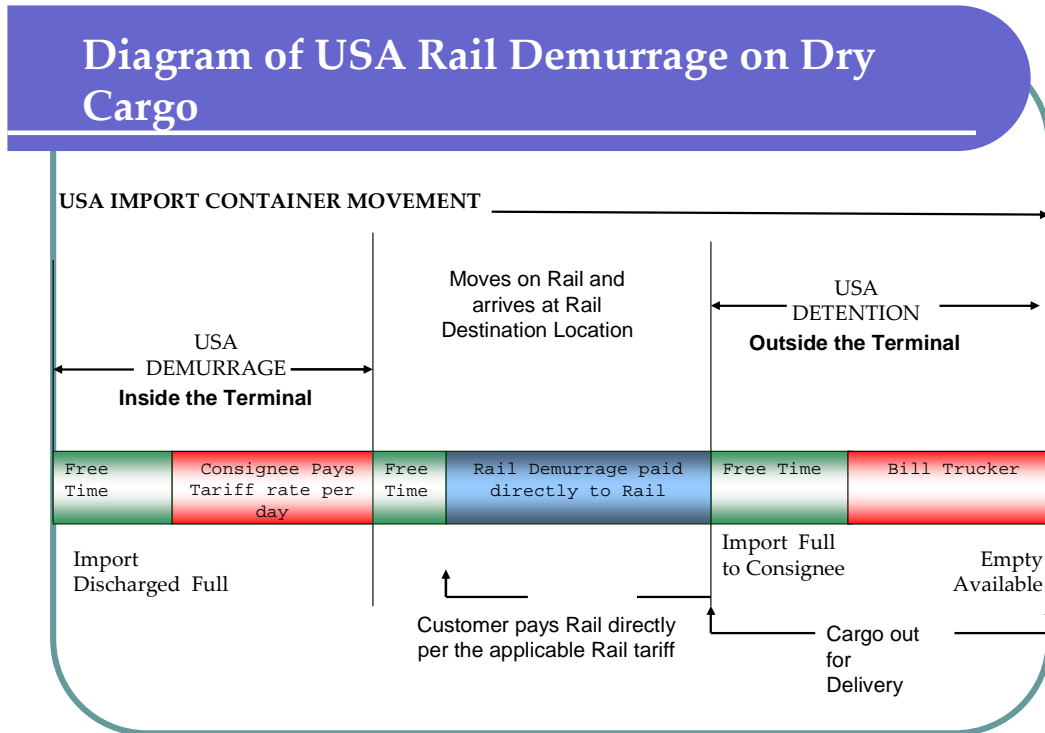 Diagram of USA Rail Demurrage on Dry
Cargo
USA IMPORT CONTAINER MOVEMENT
Moves on Rail and
arrives at Rail
Destination Location
USA
DETENTION
Outside the Terminal
USA
DEMURRAGE
Inside the Terminal
Free
Time
Consignee Pays
Tariff rate per
day
Free
Time
Rail Demurrage paid
directly to Rail
Free Time
Bill Trucker
Import
Discharged Full
Import Full
to Consignee
Empty
Available
Customer pays Rail directly
per the applicable Rail tariff
Cargo out
for
Delivery